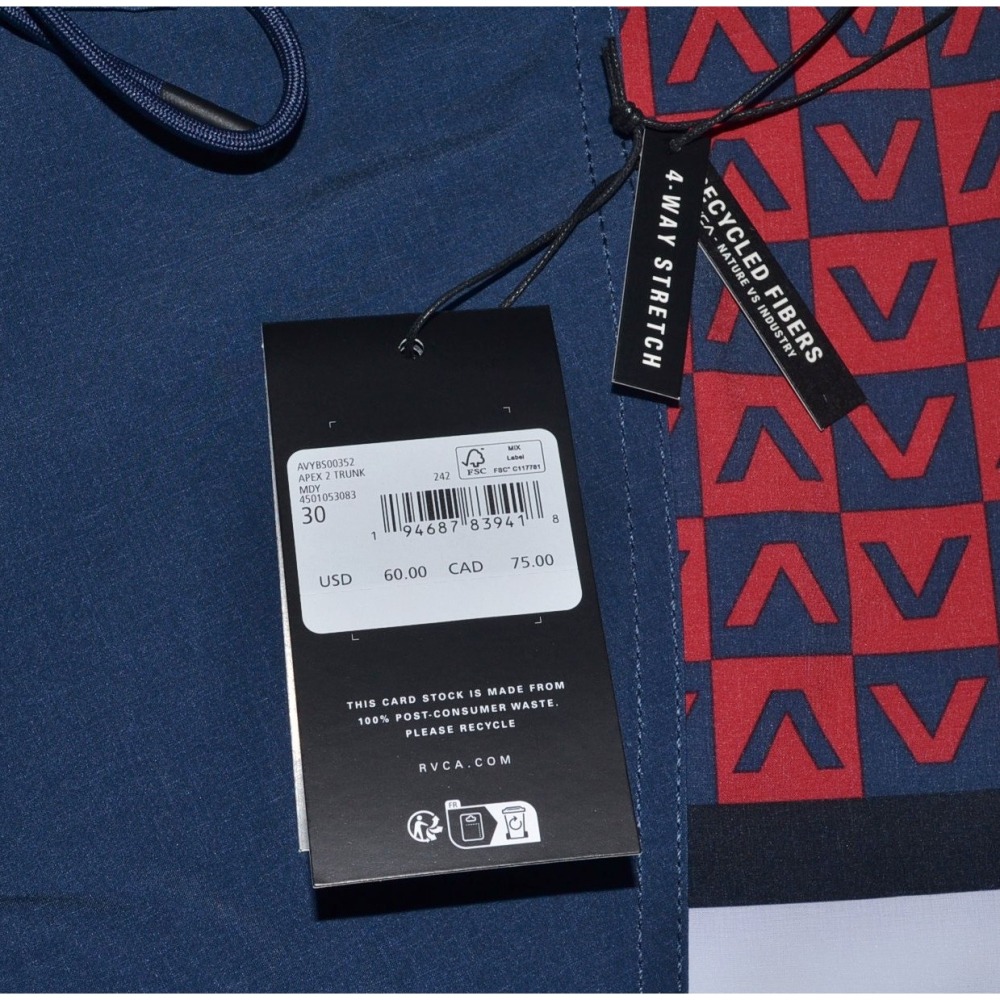 4-WAY STRETCH
RECYCLED FIBERS
RVCA - NATURE VS INDUSTRY
AVYBS00352
APEX 2 TRUNK
MDY
4501053083
30
242
FSC
MIX
Label
FSC® C117781
1 94687 83941 8
USD 60.00 CAD 75.00
THIS CARD STOCK IS MADE FROM
100% POST-CONSUMER WASTE.
PLEASE RECYCLE
RVCA.COM
FR